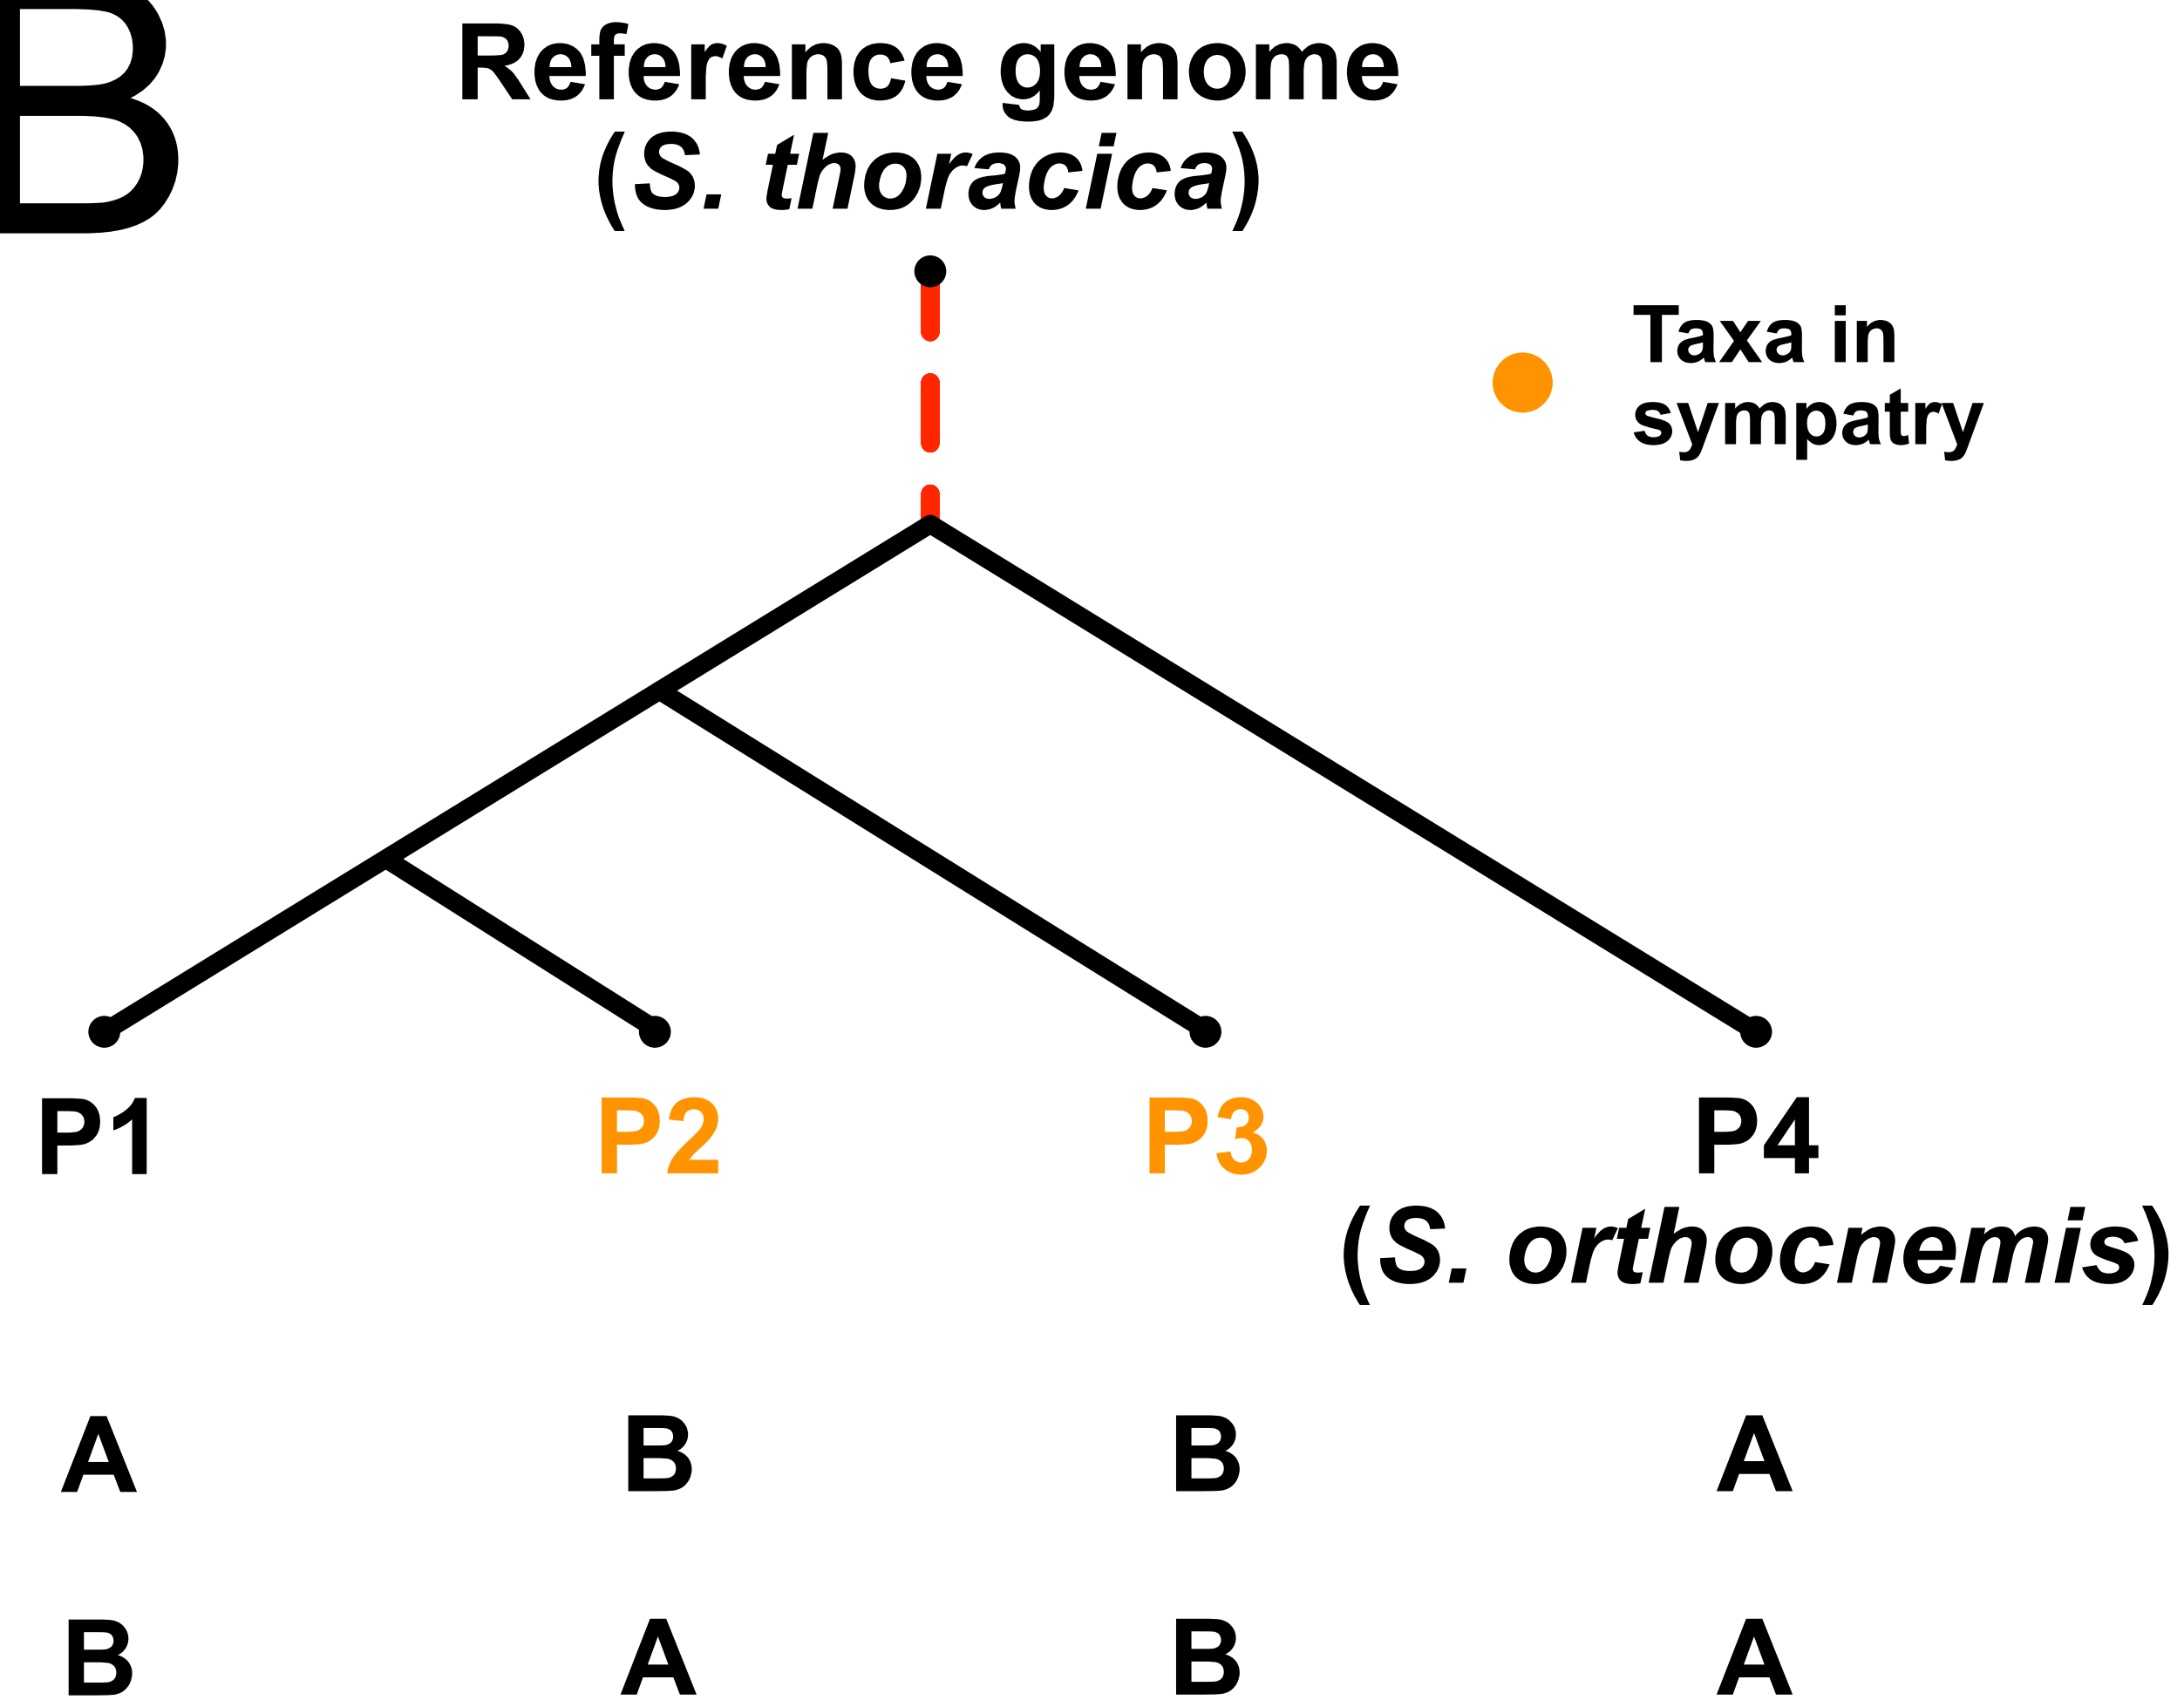 B
Reference genome
(S. thoracica)
Taxa in
sympatry
P1 P2 P3 P4
(S. orthocnemis)
A B B A
B A B A